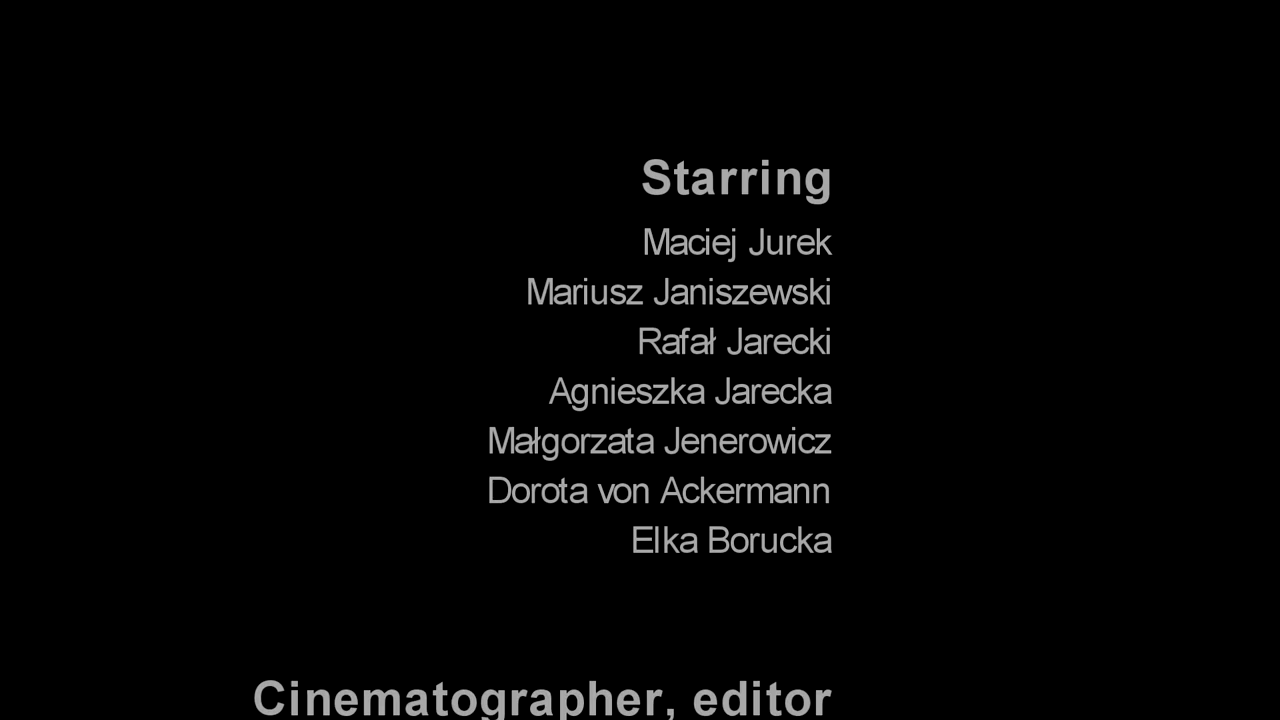 Starring
Maciej Jurek
Mariusz Janiszewski
Rafał Jarecki
Agnieszka Jarecka
Małgorzata Jenerowicz
Dorota von Ackermann
Elka Borucka
Cinematographer, editor